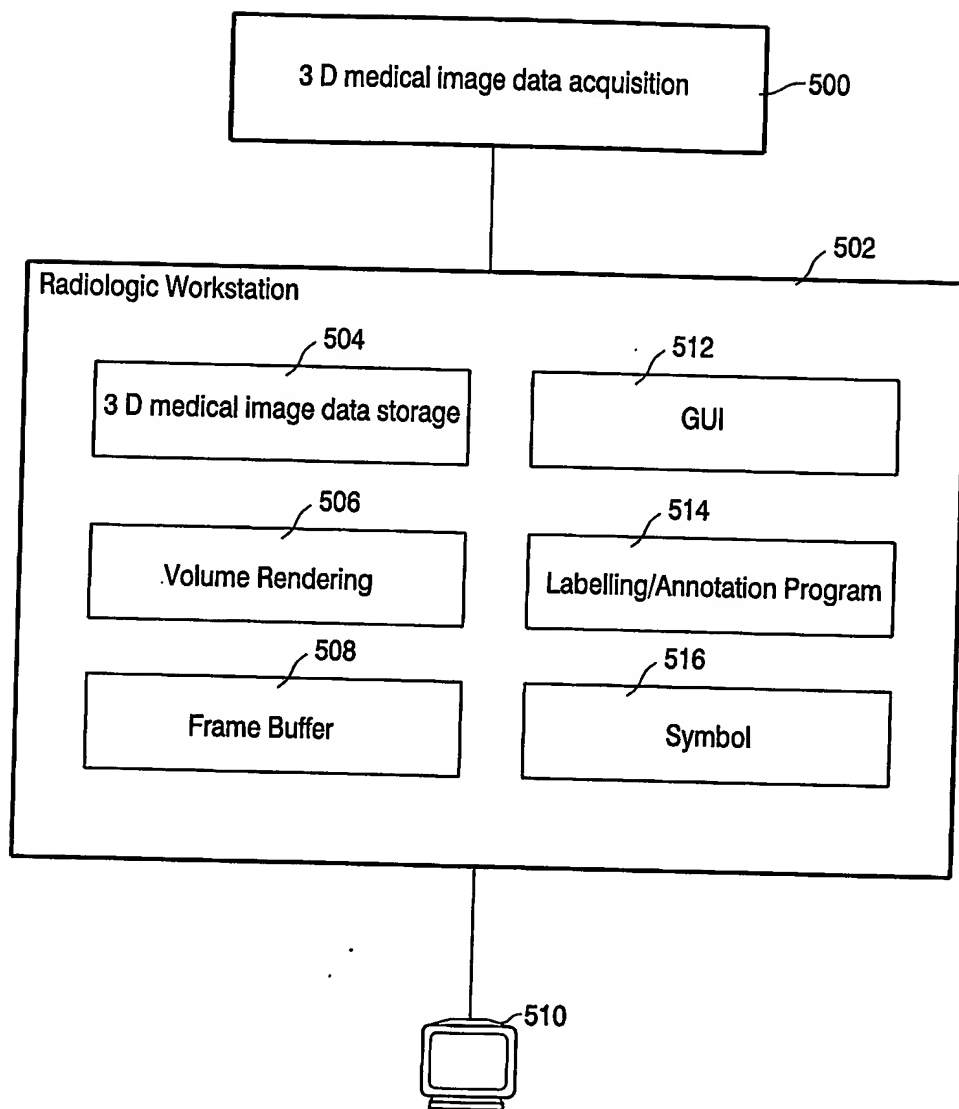 3 D medical image data acquisition
500
502
Radiologic Workstation
504
512
3 D medical image data storage
GUI
506
514
Volume Rendering
Labelling/Annotation Program
508
516
Frame Buffer
Symbol
510